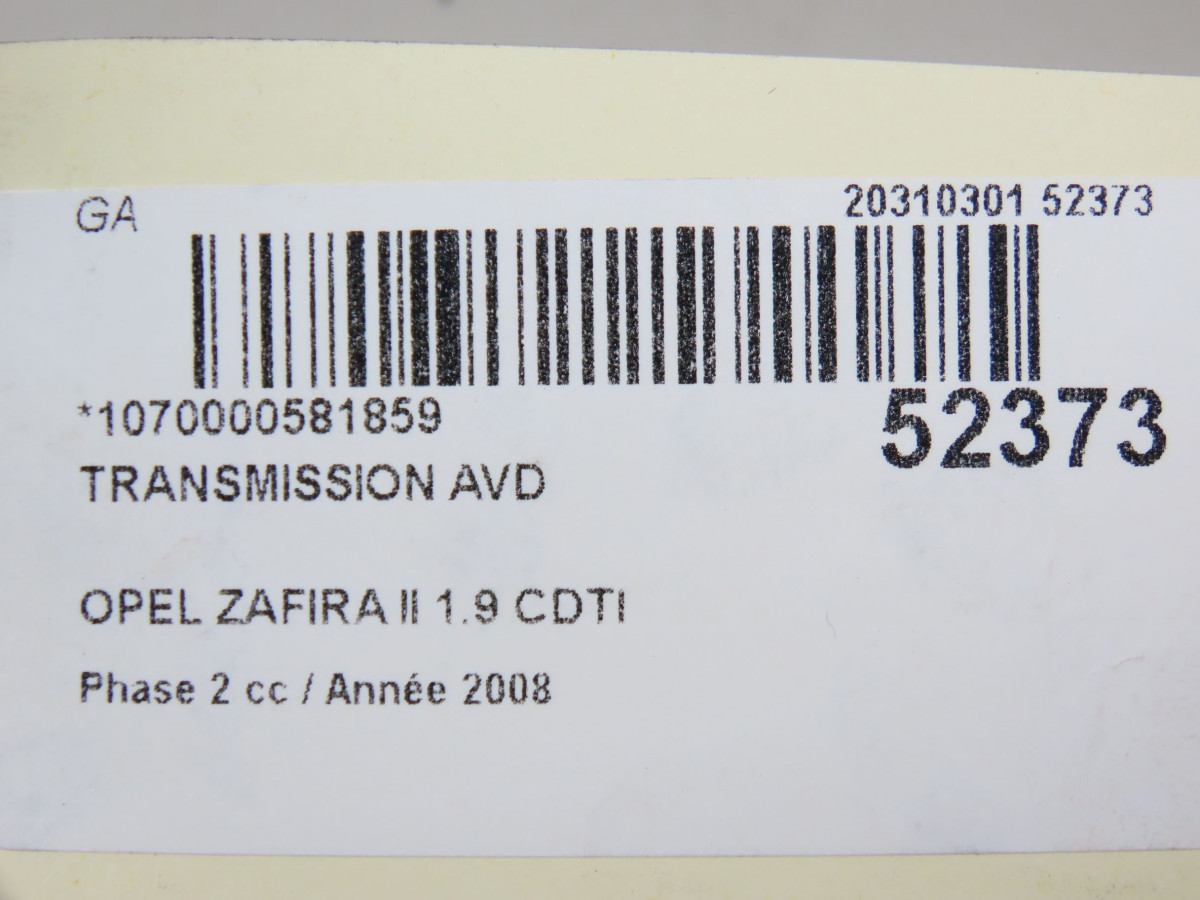 GA
20310301 52373
*1070000581859
52373
TRANSMISSION AVD
OPEL ZAFIRA II 1.9 CDTI
Phase 2 cc / Année 2008